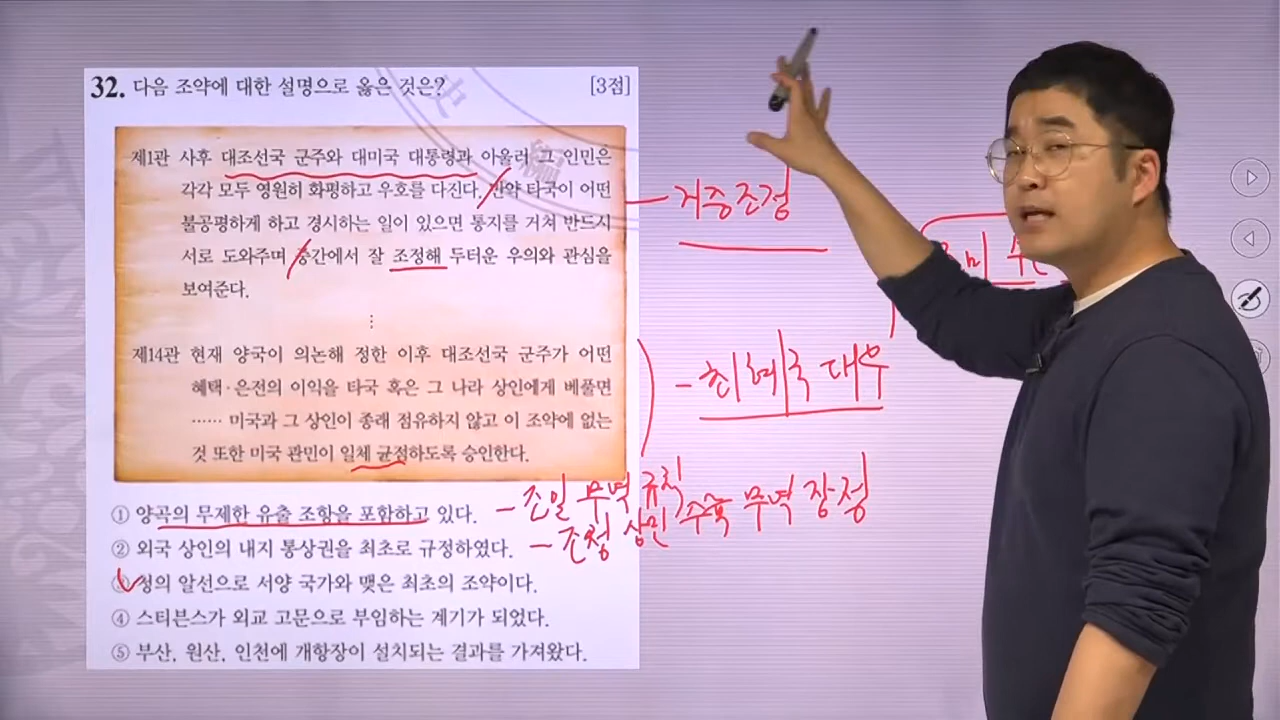 32. 다음 조약에 대한 설명으로 옳은 것은? [3점]
제1관 사후 대조선국 군주와 대미국 대통령과 아울러 그 인민은
각각 모두 영원히 화평하고 우호를 다진다. 만약 타국이 어떤
불공평하게 하고 경시하는 일이 있으면 통지를 거쳐 반드시
서로 도와주며 중간에서 잘 조정해 두터운 우의와 관심을
보여준다.
⋮
제14관 현재 양국이 의논해 정한 이후 대조선국 군주가 어떤
혜택·은전의 이익을 타국 혹은 그 나라 상인에게 베풀면
…… 미국과 그 상인이 종래 점유하지 않고 이 조약에 없는
것 또한 미국 관민이 일체 균점하도록 승인한다.
① 양곡의 무제한 유출 조항을 포함하고 있다.
② 외국 상인의 내지 통상권을 최초로 규정하였다.
③ 청의 알선으로 서양 국가와 맺은 최초의 조약이다.
④ 스티븐스가 외교 고문으로 부임하는 계기가 되었다.
⑤ 부산, 원산, 인천에 개항장이 설치되는 결과를 가져왔다.
- 거중조정
- 최혜국 대우
- 조일 무역 규칙
- 조청 상민 수륙 무역 장정